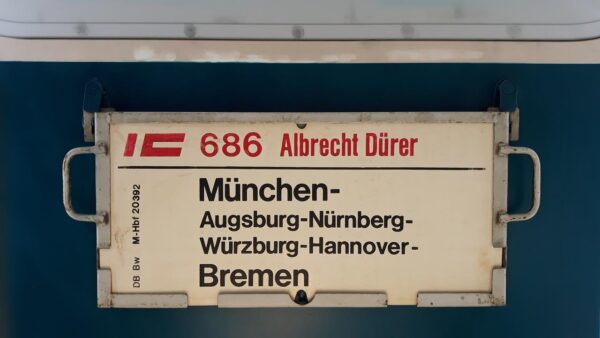 IC 686 Albrecht Dürer
München-
Augsburg-Nürnberg-
Würzburg-Hannover-
Bremen
DB Bw M-Hbf 20392